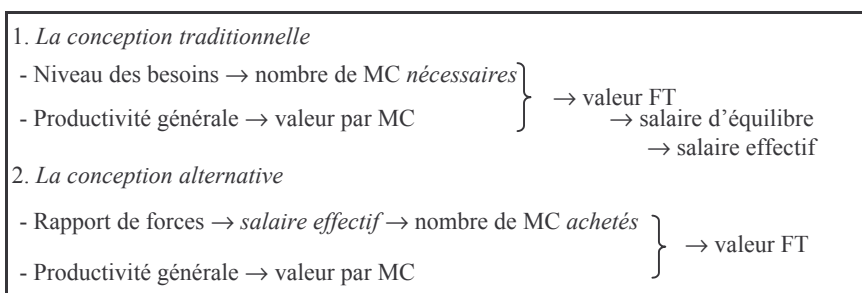 1. La conception traditionnelle
- Niveau des besoins → nombre de MC nécessaires
→ valeur FT
- Productivité générale → valeur par MC
→ salaire d'équilibre
→ salaire effectif
2. La conception alternative
- Rapport de forces → salaire effectif → nombre de MC achetés
→ valeur FT
- Productivité générale → valeur par MC